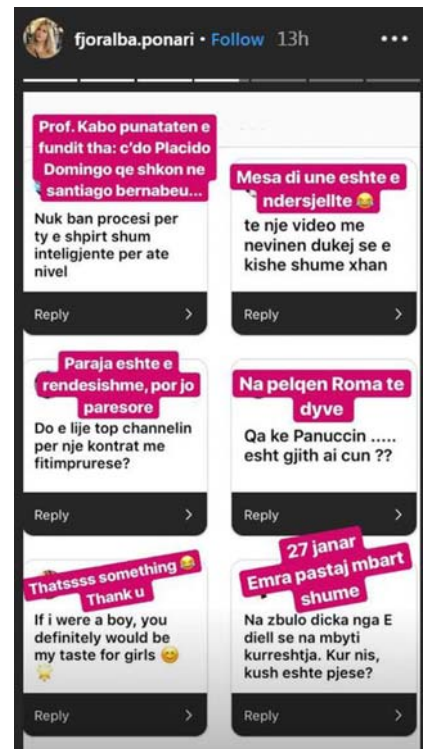 fjoralba.ponari • Follow 13h
Prof. Kabo punataten e
fundit tha: c'do Placido
Domingo qe shkon ne
santiago bernabeu...
Nuk ban procesi per
ty e shpirt shum
inteligjente per ate
nivel
Reply
Mesa di une eshte e
ndersjellte 😂
te nje video me
nevinen dukej se e
kishe shume xhan
Reply
Paraja eshte e
rendesishme, por jo
paresore
Do e lije top channelin
per nje kontrat me
fitimprurese?
Reply
Na pelqen Roma te
dyve
Qa ke Panuccin .....
esht gjith ai cun ??
Reply
Thatssss something 😂
Thank u
If i were a boy, you
definitely would be
my taste for girls 😊
🌟
Reply
27 janar
Emra pastaj mbart
shume
Na zbulo dicka nga E
diell se na mbyti
kurreshtja. Kur nis,
kush eshte pjese?
Reply